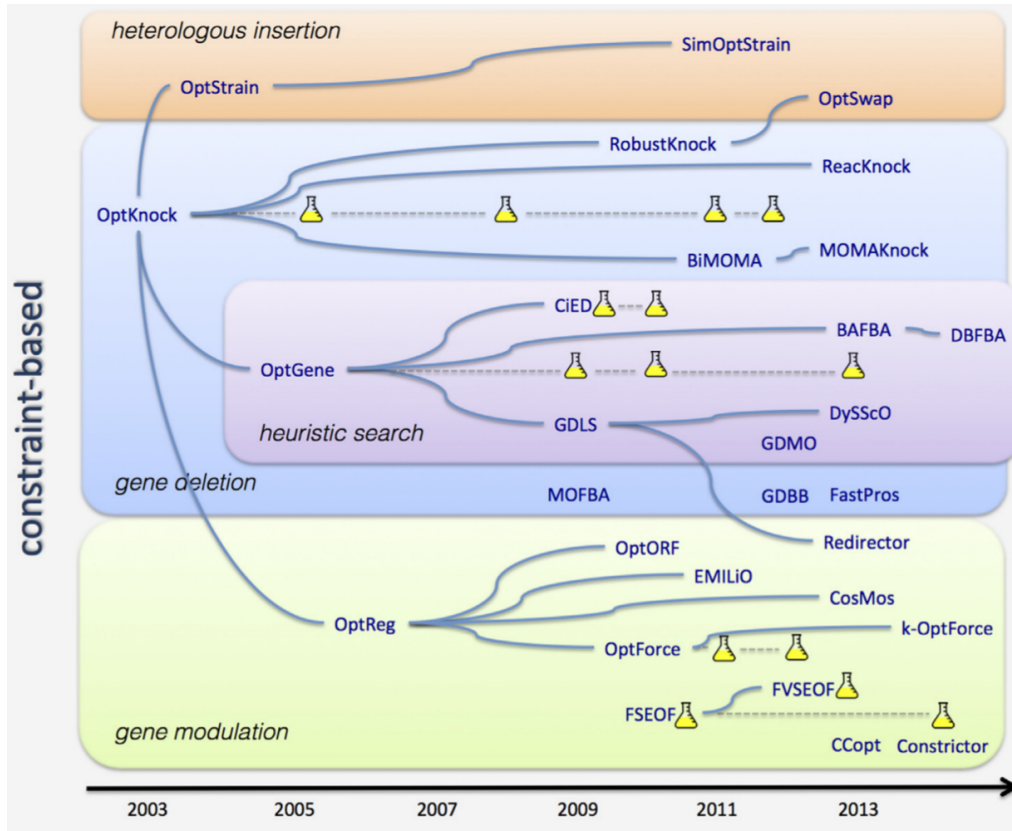 heterologous insertion
SimOptStrain
OptStrain
OptSwap
RobustKnock
ReacKnock
OptKnock
MOMAKnock
BiMOMA
constraint-based
CiED
BAFBA
DBFBA
OptGene
DySScO
GDLS
heuristic search
GDMO
gene deletion
MOFBA
GDBB
FastPros
Redirector
OptORF
EMILiO
CosMos
OptReg
k-OptForce
OptForce
FVSEOF
FSEOF
gene modulation
CCopt
Constrictor
2003 2005 2007 2009 2011 2013